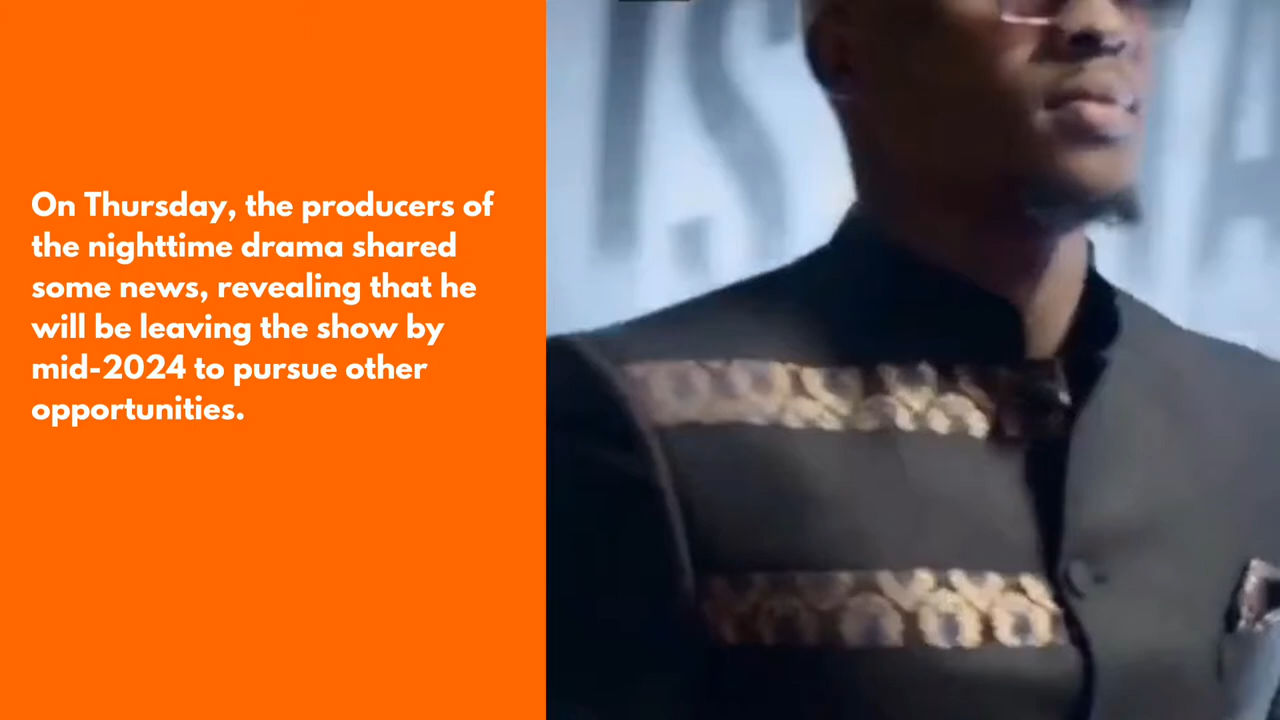 On Thursday, the producers of
the nighttime drama shared
some news, revealing that he
will be leaving the show by
mid-2024 to pursue other
opportunities.